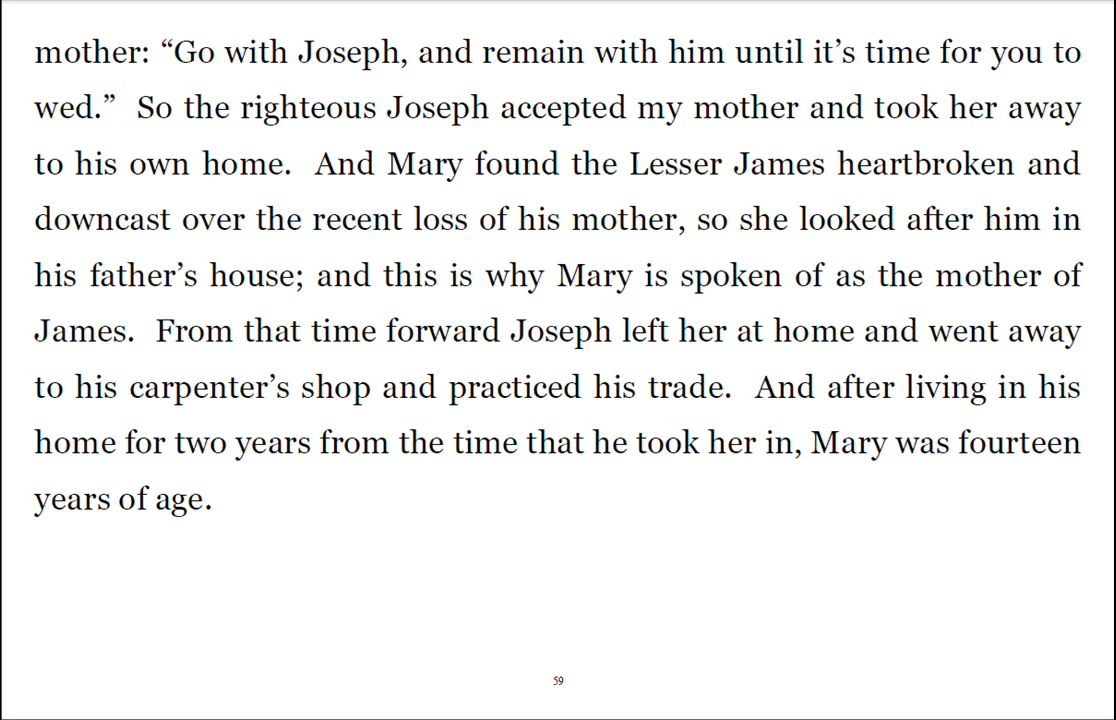 mother: “Go with Joseph, and remain with him until it’s time for you to
wed.”  So the righteous Joseph accepted my mother and took her away
to his own home.  And Mary found the Lesser James heartbroken and
downcast over the recent loss of his mother, so she looked after him in
his father’s house; and this is why Mary is spoken of as the mother of
James.  From that time forward Joseph left her at home and went away
to his carpenter’s shop and practiced his trade.  And after living in his
home for two years from the time that he took her in, Mary was fourteen
years of age.
59